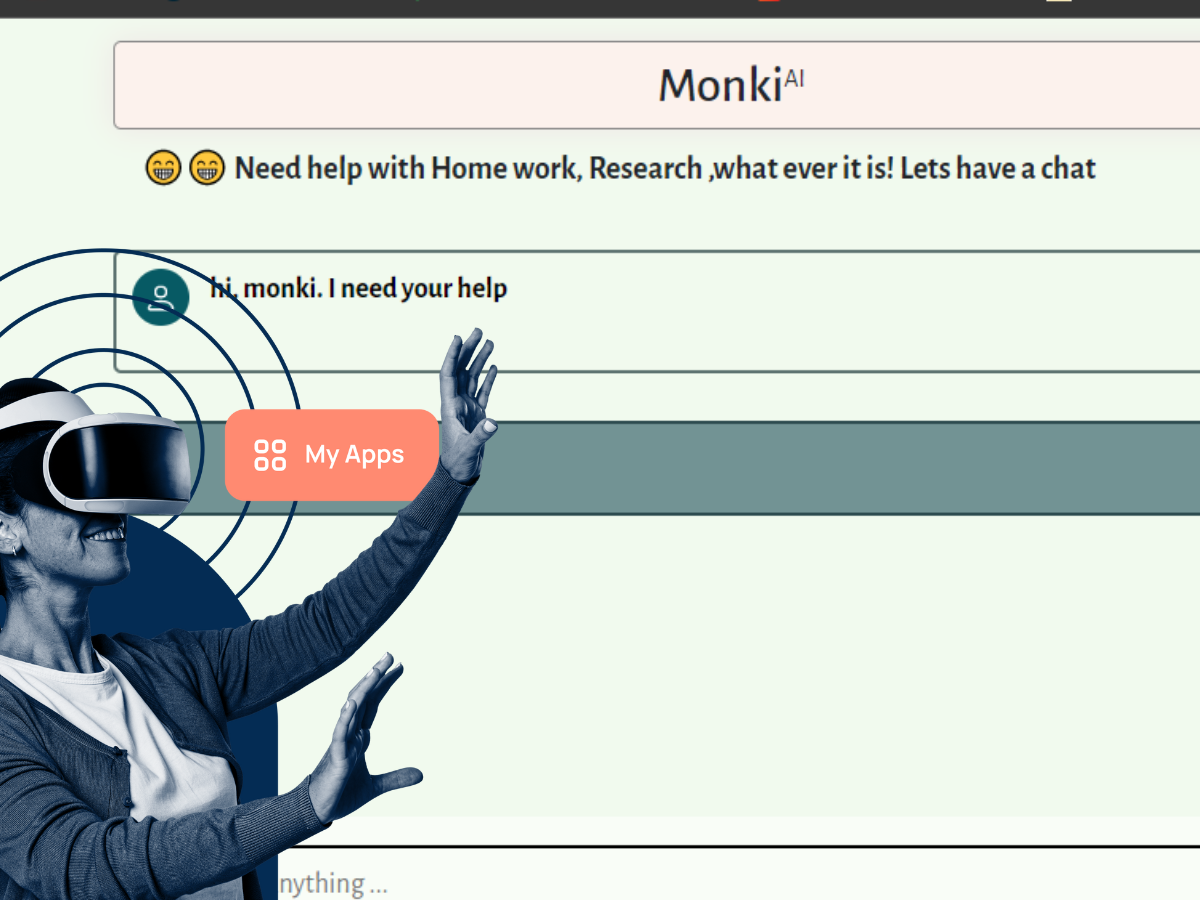 Monki AI
😁😁 Need help with Home work, Research ,what ever it is! Lets have a chat
hi, monki. I need your help
My Apps
nything ...